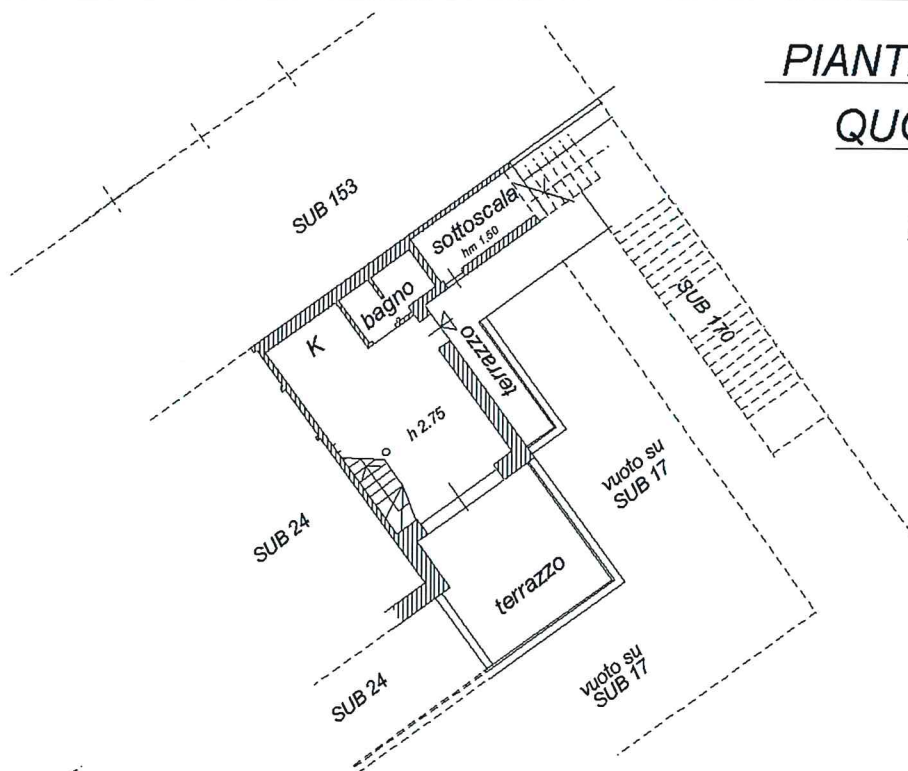 PIANT
QUO
SUB 153
sottoscala
hm 1.50
bagno
K
terrazzo
SUB 170
h 2.75
vuoto su
SUB 17
SUB 24
terrazzo
vuoto su
SUB 17
SUB 24